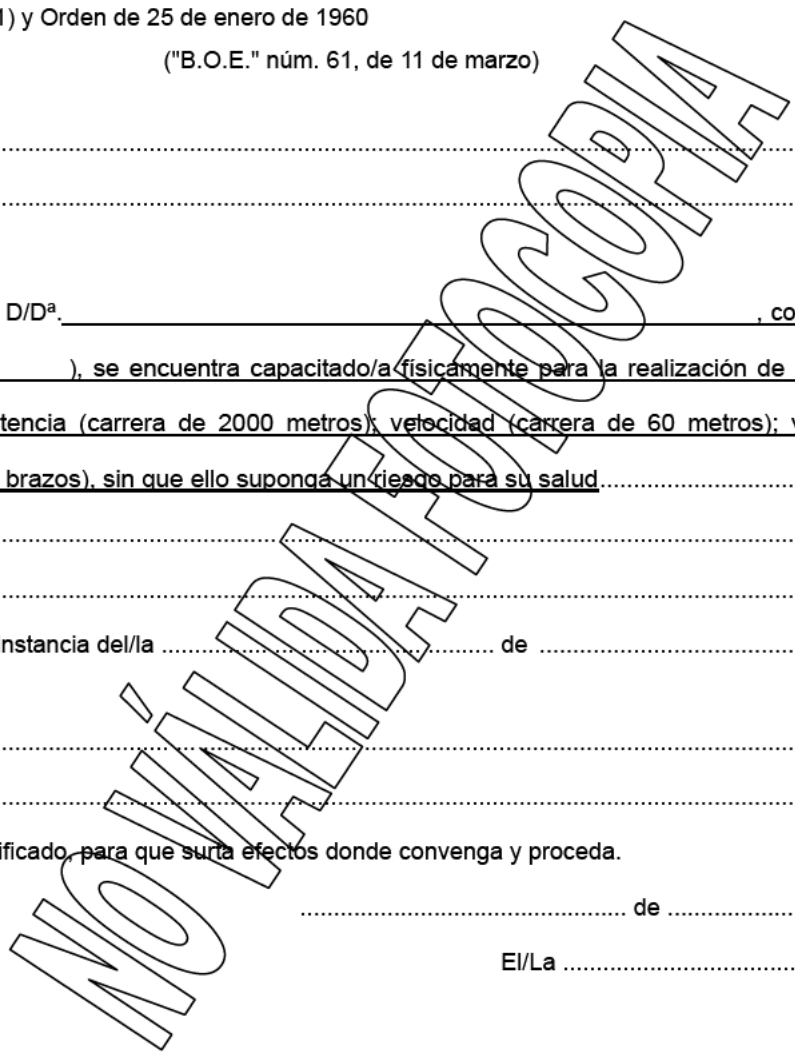 1) y Orden de 25 de enero de 1960
("B.O.E." núm. 61, de 11 de marzo)
D/Dª. , co
), se encuentra capacitado/a físicamente para la realización de
tencia (carrera de 2000 metros); velocidad (carrera de 60 metros); v
brazos), sin que ello suponga un riesgo para su salud
nstancia del/la ........ de ........
ificado, para que surta efectos donde convenga y proceda.
........ de ........
El/La ........
NO VÁLIDA FOTOCOPIA